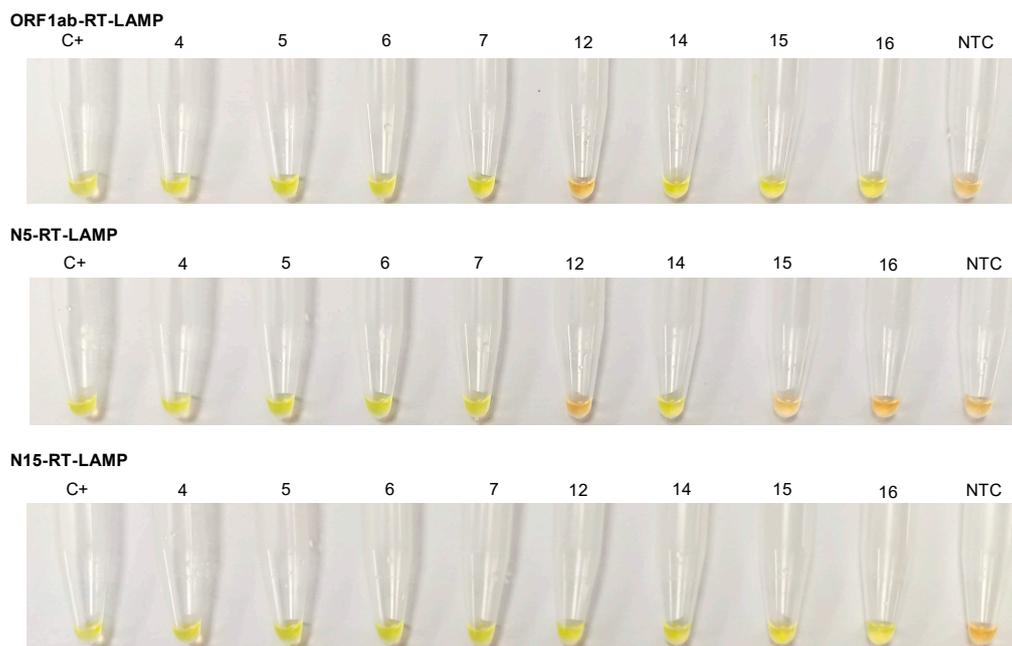 ORF1ab-RT-LAMP
C+ 4 5 6 7 12 14 15 16 NTC
N5-RT-LAMP
C+ 4 5 6 7 12 14 15 16 NTC
N15-RT-LAMP
C+ 4 5 6 7 12 14 15 16 NTC